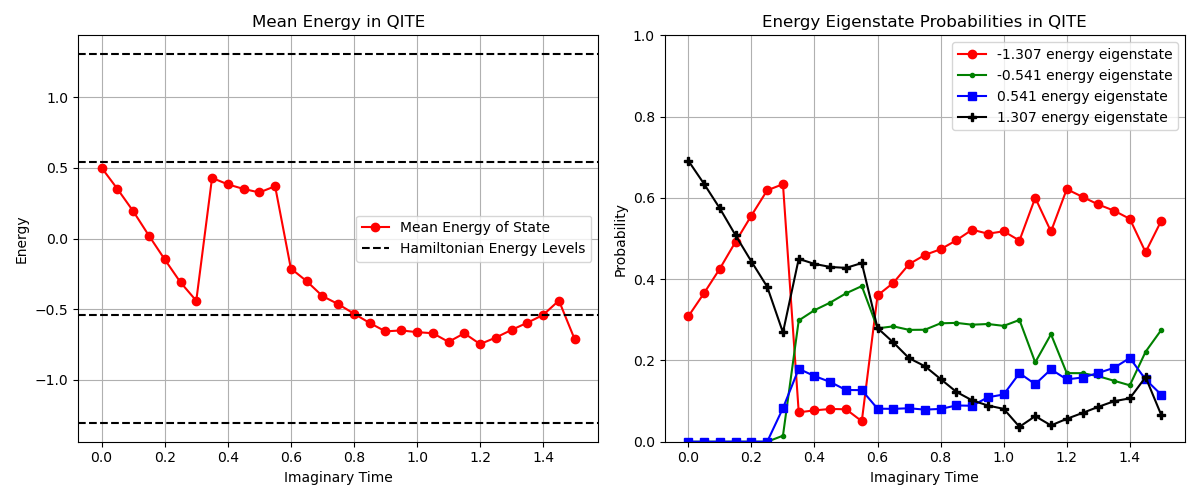 Mean Energy in QITE
1.0
0.5
0.0
−0.5
−1.0
0.0 0.2 0.4 0.6 0.8 1.0 1.2 1.4
Imaginary Time
Energy
Mean Energy of State
Hamiltonian Energy Levels
Energy Eigenstate Probabilities in QITE
1.0
0.8
0.6
0.4
0.2
0.0
0.0 0.2 0.4 0.6 0.8 1.0 1.2 1.4
Imaginary Time
Probability
-1.307 energy eigenstate
-0.541 energy eigenstate
0.541 energy eigenstate
1.307 energy eigenstate